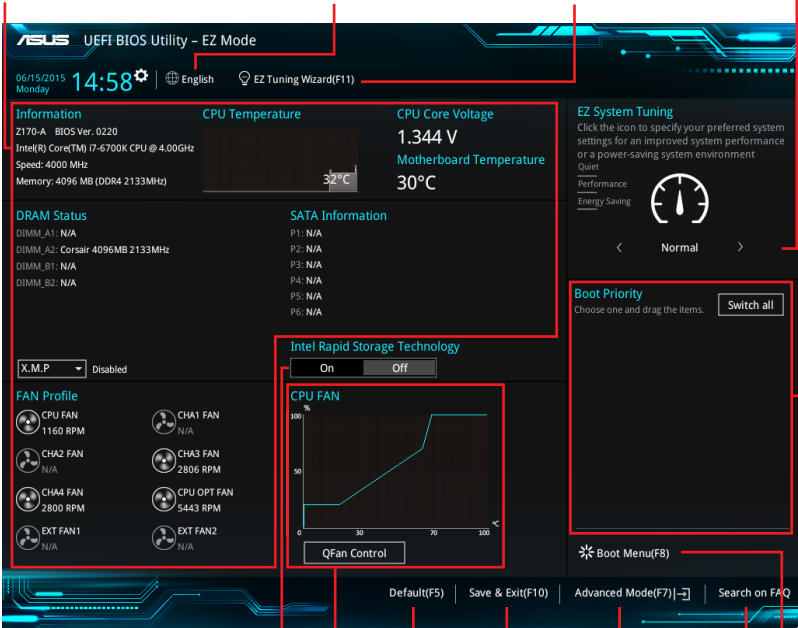 ASUS UEFI BIOS Utility – EZ Mode
06/15/2015
Monday
14:58
English
EZ Tuning Wizard(F11)
Information
Z170-A BIOS Ver. 0220
Intel(R) Core(TM) i7-6700K CPU @ 4.00GHz
Speed: 4000 MHz
Memory: 4096 MB (DDR4 2133MHz)
CPU Temperature
32°C
CPU Core Voltage
1.344 V
Motherboard Temperature
30°C
EZ System Tuning
Click the icon to specify your preferred system
settings for an improved system performance
or a power-saving system environment
Quiet
Performance
Energy Saving
< Normal >
DRAM Status
DIMM_A1: N/A
DIMM_A2: Corsair 4096MB 2133MHz
DIMM_B1: N/A
DIMM_B2: N/A
SATA Information
P1: N/A
P2: N/A
P3: N/A
P4: N/A
P5: N/A
P6: N/A
X.M.P Disabled
Intel Rapid Storage Technology
On Off
Boot Priority
Choose one and drag the items.
Switch all
FAN Profile
CPU FAN
1160 RPM
CHA1 FAN
N/A
CHA2 FAN
N/A
CHA3 FAN
2806 RPM
CHA4 FAN
2800 RPM
CPU OPT FAN
5443 RPM
EXT FAN1
N/A
EXT FAN2
N/A
CPU FAN
%
100
50
0 30 70 100
°C
QFan Control
Boot Menu(F8)
Default(F5)
Save & Exit(F10)
Advanced Mode(F7)
Search on FAQ